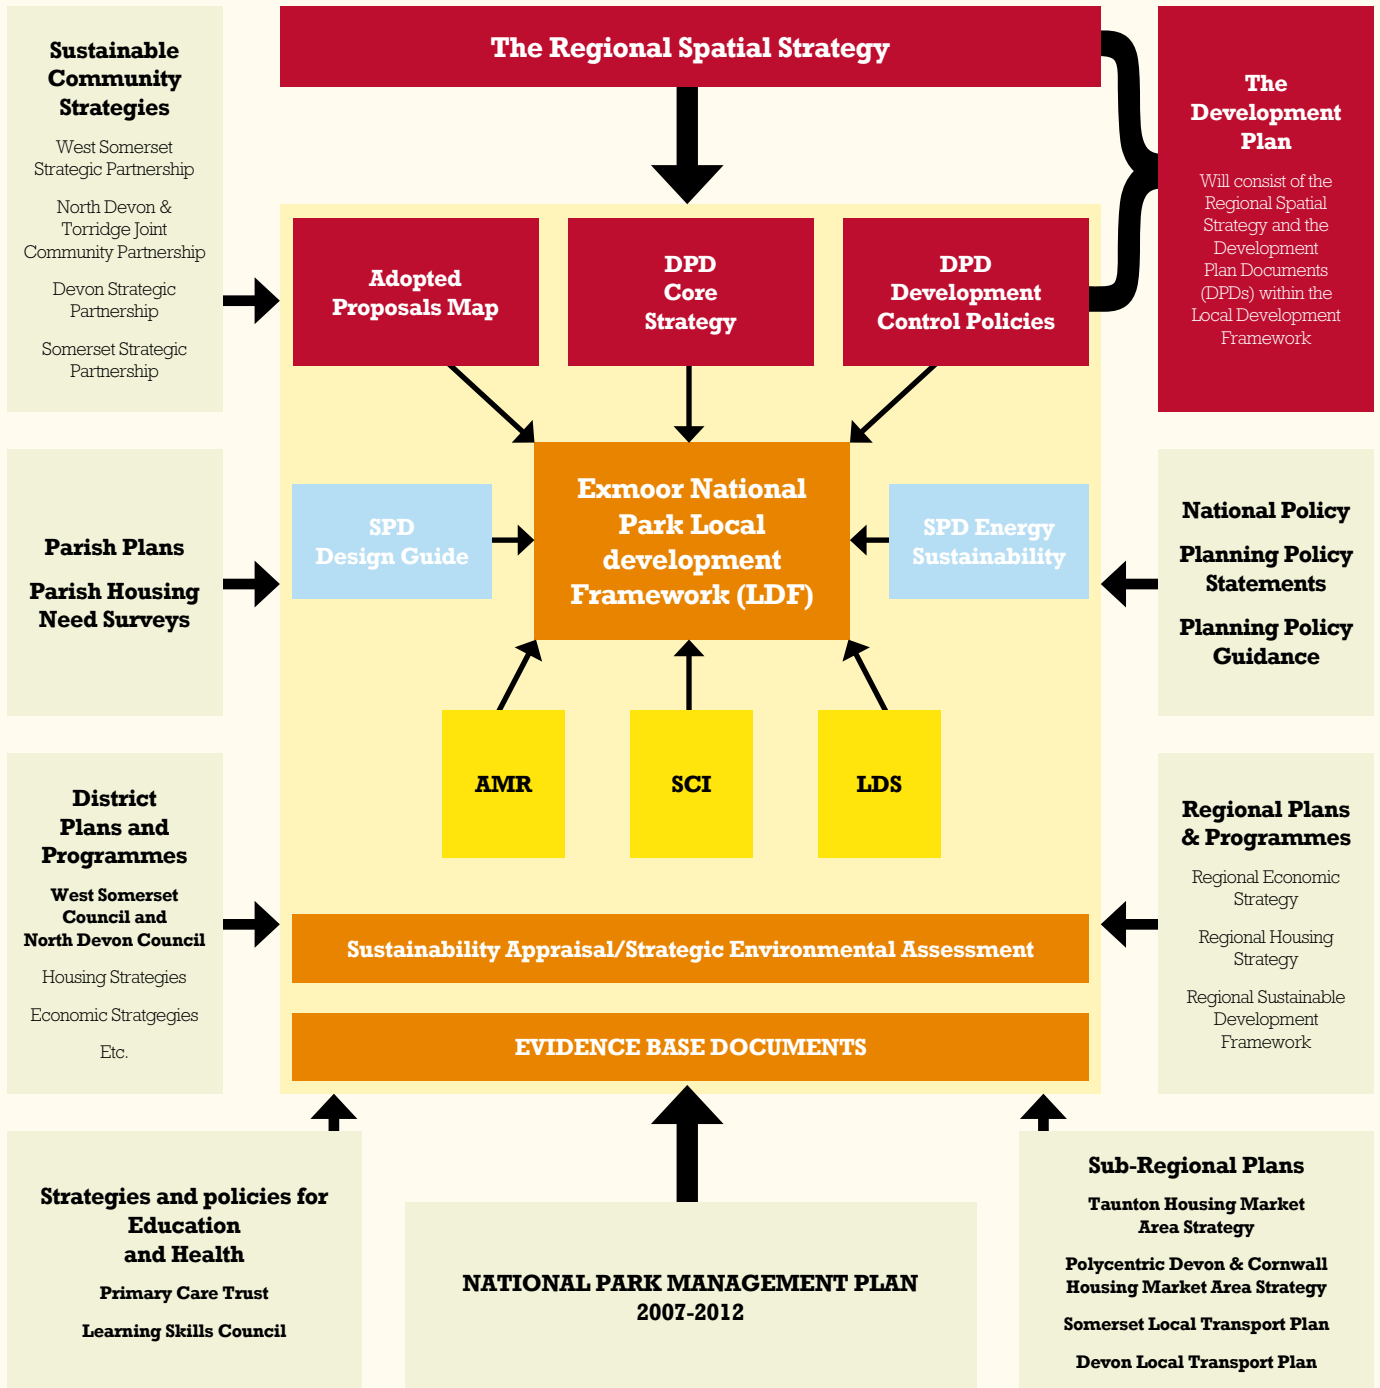 Sustainable
Community
Strategies
West Somerset
Strategic Partnership
North Devon &
Torridge Joint
Community Partnership
Devon Strategic
Partnership
Somerset Strategic
Partnership
The Regional Spatial Strategy
The
Development
Plan
Will consist of the
Regional Spatial
Strategy and the
Development
Plan Documents
(DPDs) within the
Local Development
Framework
Adopted
Proposals Map
DPD
Core
Strategy
DPD
Development
Control Policies
Parish Plans
Parish Housing
Need Surveys
SPD
Design Guide
Exmoor National
Park Local
development
Framework (LDF)
SPD Energy
Sustainability
National Policy
Planning Policy
Statements
Planning Policy
Guidance
AMR
SCI
LDS
District
Plans and
Programmes
West Somerset
Council and
North Devon Council
Housing Strategies
Economic Stratgegies
Etc.
Regional Plans
& Programmes
Regional Economic
Strategy
Regional Housing
Strategy
Regional Sustainable
Development
Framework
Sustainability Appraisal/Strategic Environmental Assessment
EVIDENCE BASE DOCUMENTS
Strategies and policies for
Education
and Health
Primary Care Trust
Learning Skills Council
NATIONAL PARK MANAGEMENT PLAN
2007-2012
Sub-Regional Plans
Taunton Housing Market
Area Strategy
Polycentric Devon & Cornwall
Housing Market Area Strategy
Somerset Local Transport Plan
Devon Local Transport Plan